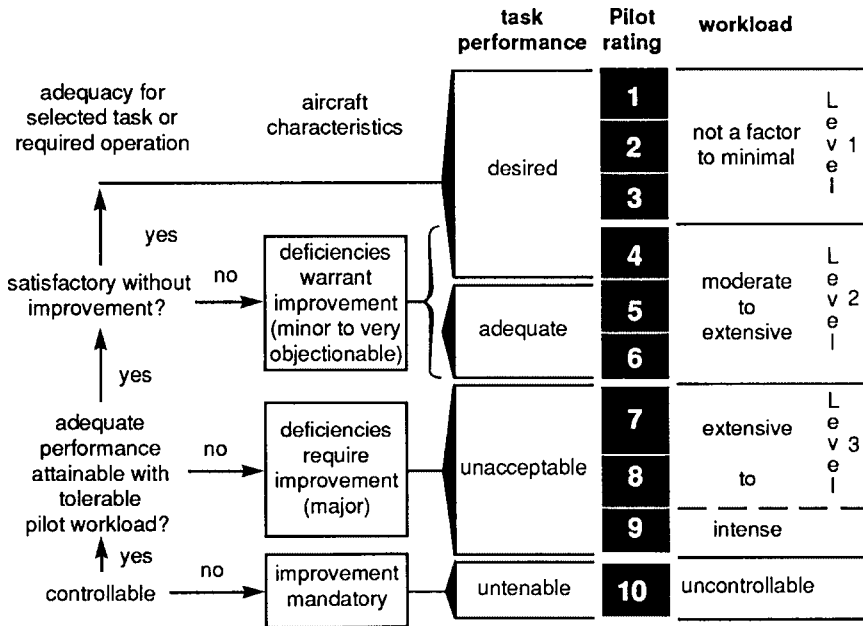 task
performance
Pilot
rating
workload
adequacy for
selected task or
required operation
aircraft
characteristics
desired
1
2
3
not a factor
to minimal
Level 1
yes
satisfactory without
improvement?
no
deficiencies
warrant
improvement
(minor to very
objectionable)
adequate
4
5
6
moderate
to
extensive
Level 2
yes
adequate
performance
attainable with
tolerable
pilot workload?
no
deficiencies
require
improvement
(major)
unacceptable
7
8
9
extensive
to
intense
Level 3
yes
controllable
no
improvement
mandatory
untenable
10
uncontrollable